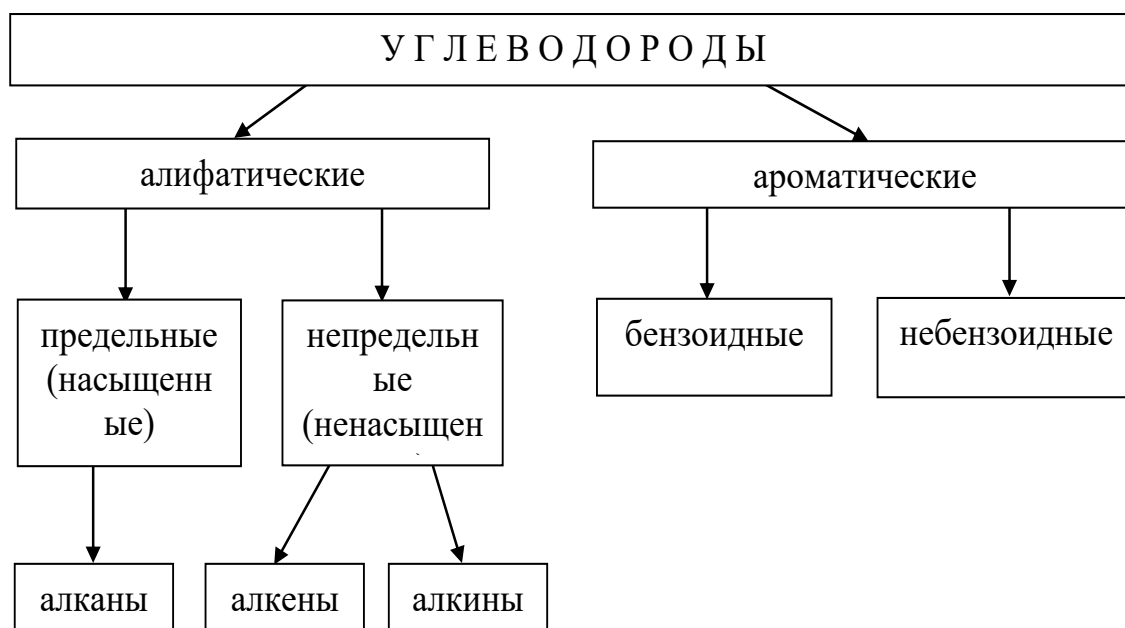 У Г Л Е В О Д О Р О Д Ы
алифатические
ароматические
предельные
(насыщенн
ые)
непредельн
ые
(ненасыщен
бензоидные
небензоидные
алканы
алкены
алкины